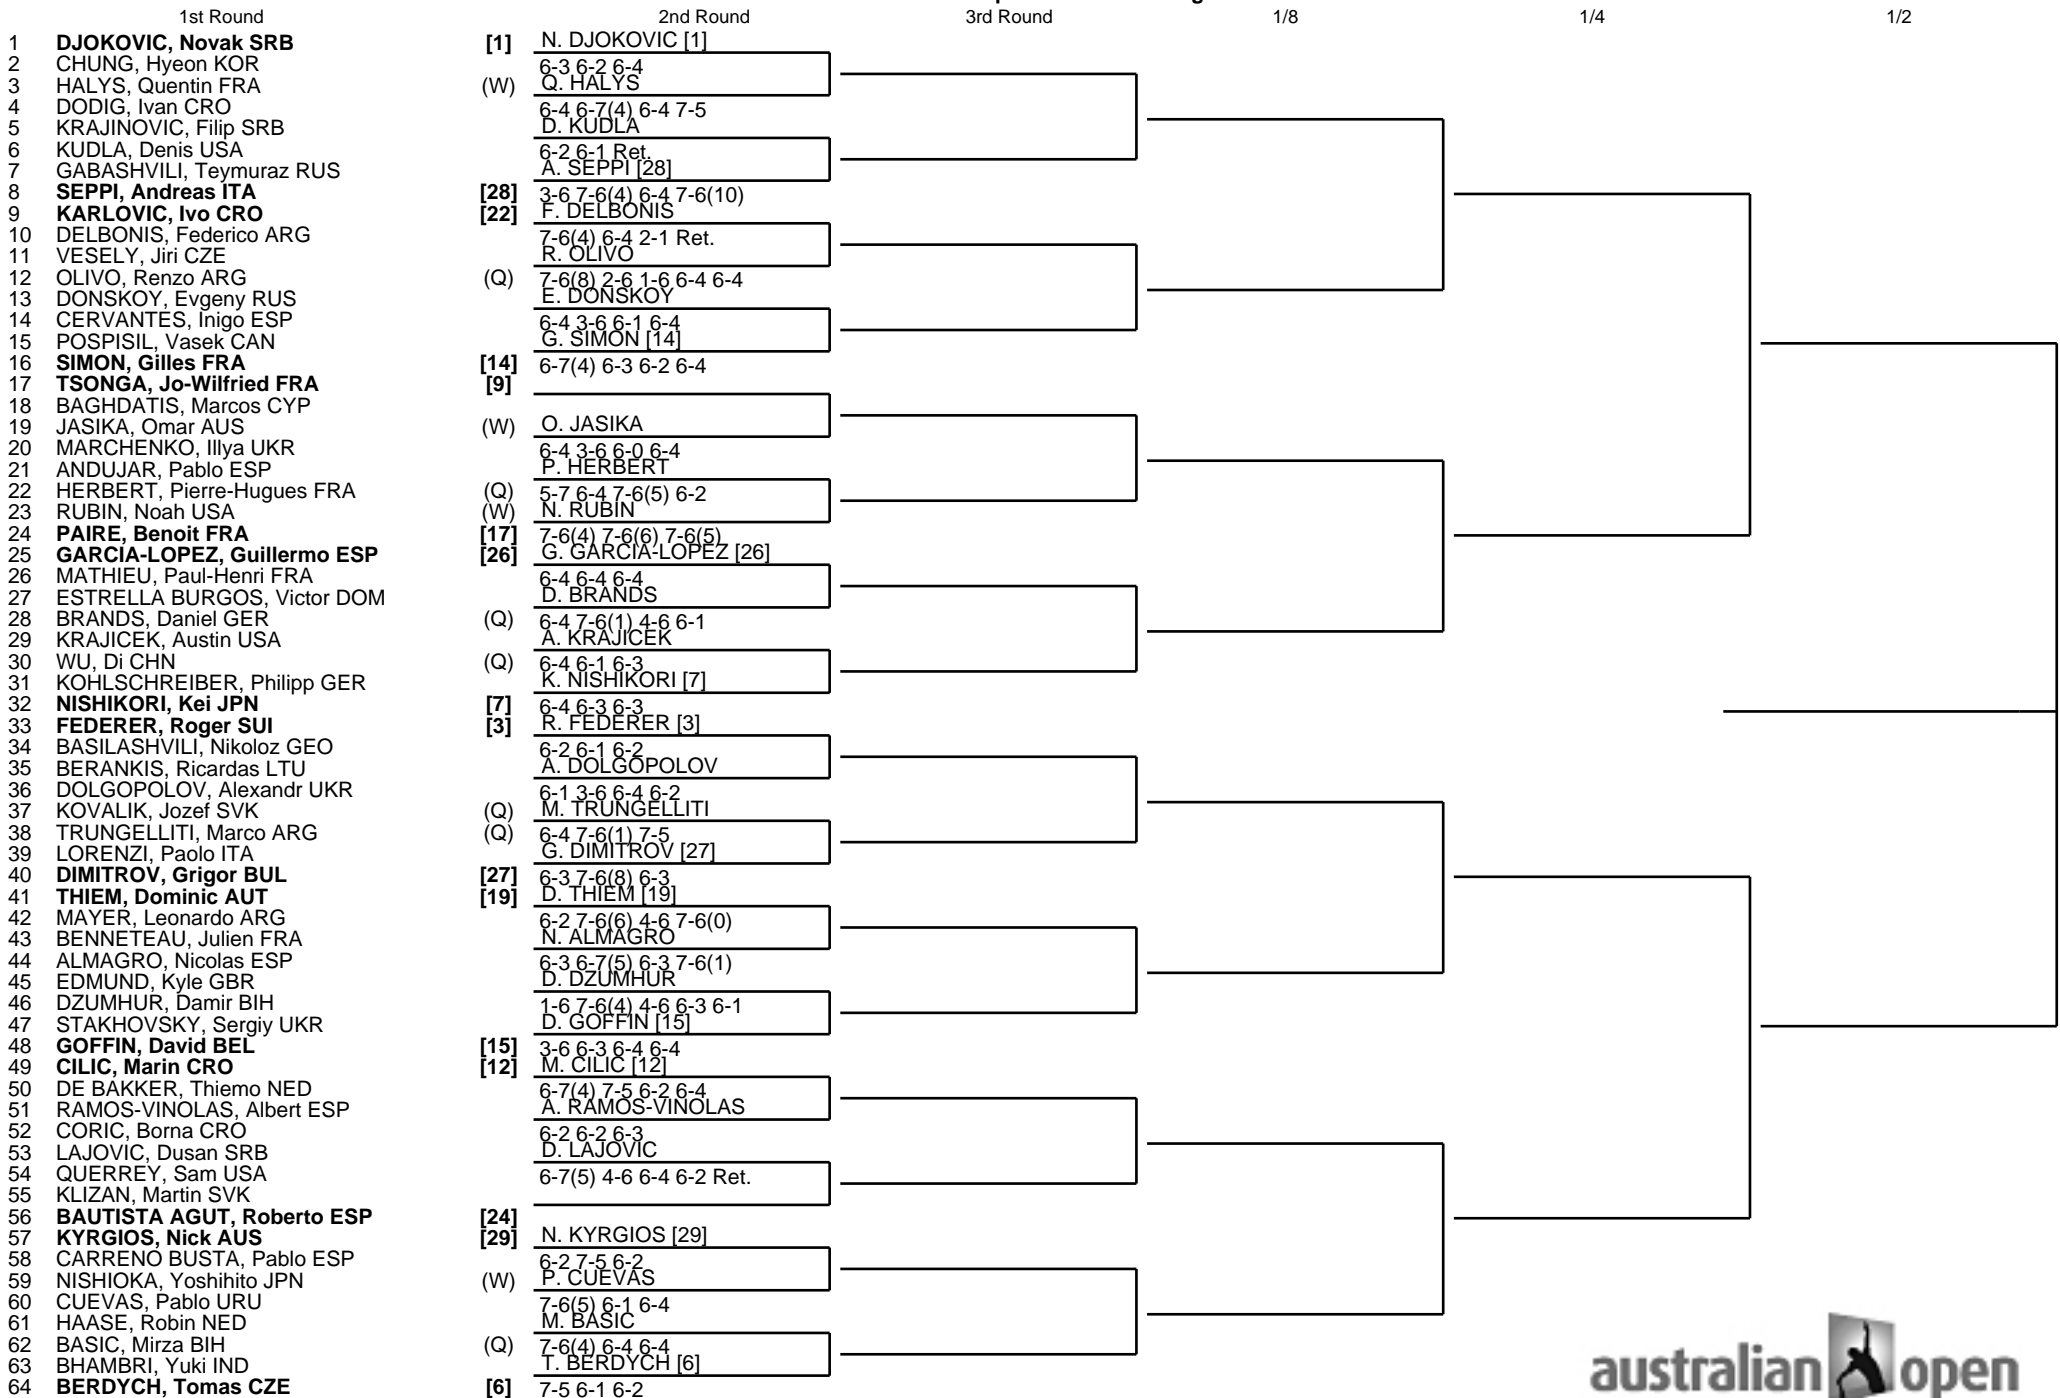 1st Round 2nd Round 3rd Round 1/8 1/4 1/2
1 DJOKOVIC, Novak SRB [1] N. DJOKOVIC [1]
2 CHUNG, Hyeon KOR 6-3 6-2 6-4
3 HALYS, Quentin FRA (W) Q. HALYS
4 DODIG, Ivan CRO 6-4 6-7(4) 6-4 7-5
5 KRAJINOVIC, Filip SRB D. KUDLA
6 KUDLA, Denis USA 6-2 6-1 Ret.
7 GABASHVILI, Teymuraz RUS A. SEPPI [28]
8 SEPPI, Andreas ITA [28] 3-6 7-6(4) 6-4 7-6(10)
9 KARLOVIC, Ivo CRO [22] F. DELBONIS
10 DELBONIS, Federico ARG 7-6(4) 6-4 2-1 Ret.
11 VESELY, Jiri CZE R. OLIVO
12 OLIVO, Renzo ARG (Q) 7-6(8) 2-6 1-6 6-4 6-4
13 DONSKOY, Evgeny RUS E. DONSKOY
14 CERVANTES, Inigo ESP 6-4 3-6 6-1 6-4
15 POSPISIL, Vasek CAN G. SIMON [14]
16 SIMON, Gilles FRA [14] 6-7(4) 6-3 6-2 6-4
17 TSONGA, Jo-Wilfried FRA [9]
18 BAGHDATIS, Marcos CYP
19 JASIKA, Omar AUS (W) O. JASIKA
20 MARCHENKO, Illya UKR 6-4 3-6 6-0 6-4
21 ANDUJAR, Pablo ESP P. HERBERT
22 HERBERT, Pierre-Hugues FRA (Q) 5-7 6-4 7-6(5) 6-2
23 RUBIN, Noah USA (W) N. RUBIN
24 PAIRE, Benoit FRA [17] 7-6(4) 7-6(6) 7-6(5)
25 GARCIA-LOPEZ, Guillermo ESP [26] G. GARCIA-LOPEZ [26]
26 MATHIEU, Paul-Henri FRA 6-4 6-4 6-4
27 ESTRELLA BURGOS, Victor DOM D. BRANDS
28 BRANDS, Daniel GER (Q) 6-4 7-6(1) 4-6 6-1
29 KRAJICEK, Austin USA A. KRAJICEK
30 WU, Di CHN (Q) 6-4 6-1 6-3
31 KOHLSCHREIBER, Philipp GER K. NISHIKORI [7]
32 NISHIKORI, Kei JPN [7] 6-4 6-3 6-3
33 FEDERER, Roger SUI [3] R. FEDERER [3]
34 BASILASHVILI, Nikoloz GEO 6-2 6-1 6-2
35 BERANKIS, Ricardas LTU A. DOLGOPOLOV
36 DOLGOPOLOV, Alexandr UKR 6-1 3-6 6-4 6-2
37 KOVALIK, Jozef SVK (Q) M. TRUNGELLITI
38 TRUNGELLITI, Marco ARG (Q) 6-4 7-6(1) 7-5
39 LORENZI, Paolo ITA G. DIMITROV [27]
40 DIMITROV, Grigor BUL [27] 6-3 7-6(8) 6-3
41 THIEM, Dominic AUT [19] D. THIEM [19]
42 MAYER, Leonardo ARG 6-2 7-6(6) 4-6 7-6(0)
43 BENNETEAU, Julien FRA N. ALMAGRO
44 ALMAGRO, Nicolas ESP 6-3 6-7(5) 6-3 7-6(1)
45 EDMUND, Kyle GBR D. DZUMHUR
46 DZUMHUR, Damir BIH 1-6 7-6(4) 4-6 6-3 6-1
47 STAKHOVSKY, Sergiy UKR D. GOFFIN [15]
48 GOFFIN, David BEL [15] 3-6 6-3 6-4 6-4
49 CILIC, Marin CRO [12] M. CILIC [12]
50 DE BAKKER, Thiemo NED 6-7(4) 7-5 6-2 6-4
51 RAMOS-VINOLAS, Albert ESP A. RAMOS-VINOLAS
52 CORIC, Borna CRO 6-2 6-2 6-3
53 LAJOVIC, Dusan SRB D. LAJOVIC
54 QUERREY, Sam USA 6-7(5) 4-6 6-4 6-2 Ret.
55 KLIZAN, Martin SVK
56 BAUTISTA AGUT, Roberto ESP [24]
57 KYRGIOS, Nick AUS [29] N. KYRGIOS [29]
58 CARRENO BUSTA, Pablo ESP 6-2 7-5 6-2
59 NISHIOKA, Yoshihito JPN (W) P. CUEVAS
60 CUEVAS, Pablo URU 7-6(5) 6-1 6-4
61 HAASE, Robin NED M. BASIC
62 BASIC, Mirza BIH (Q) 7-6(4) 6-4 6-4
63 BHAMBRI, Yuki IND T. BERDYCH [6]
64 BERDYCH, Tomas CZE [6] 7-5 6-1 6-2
australian open